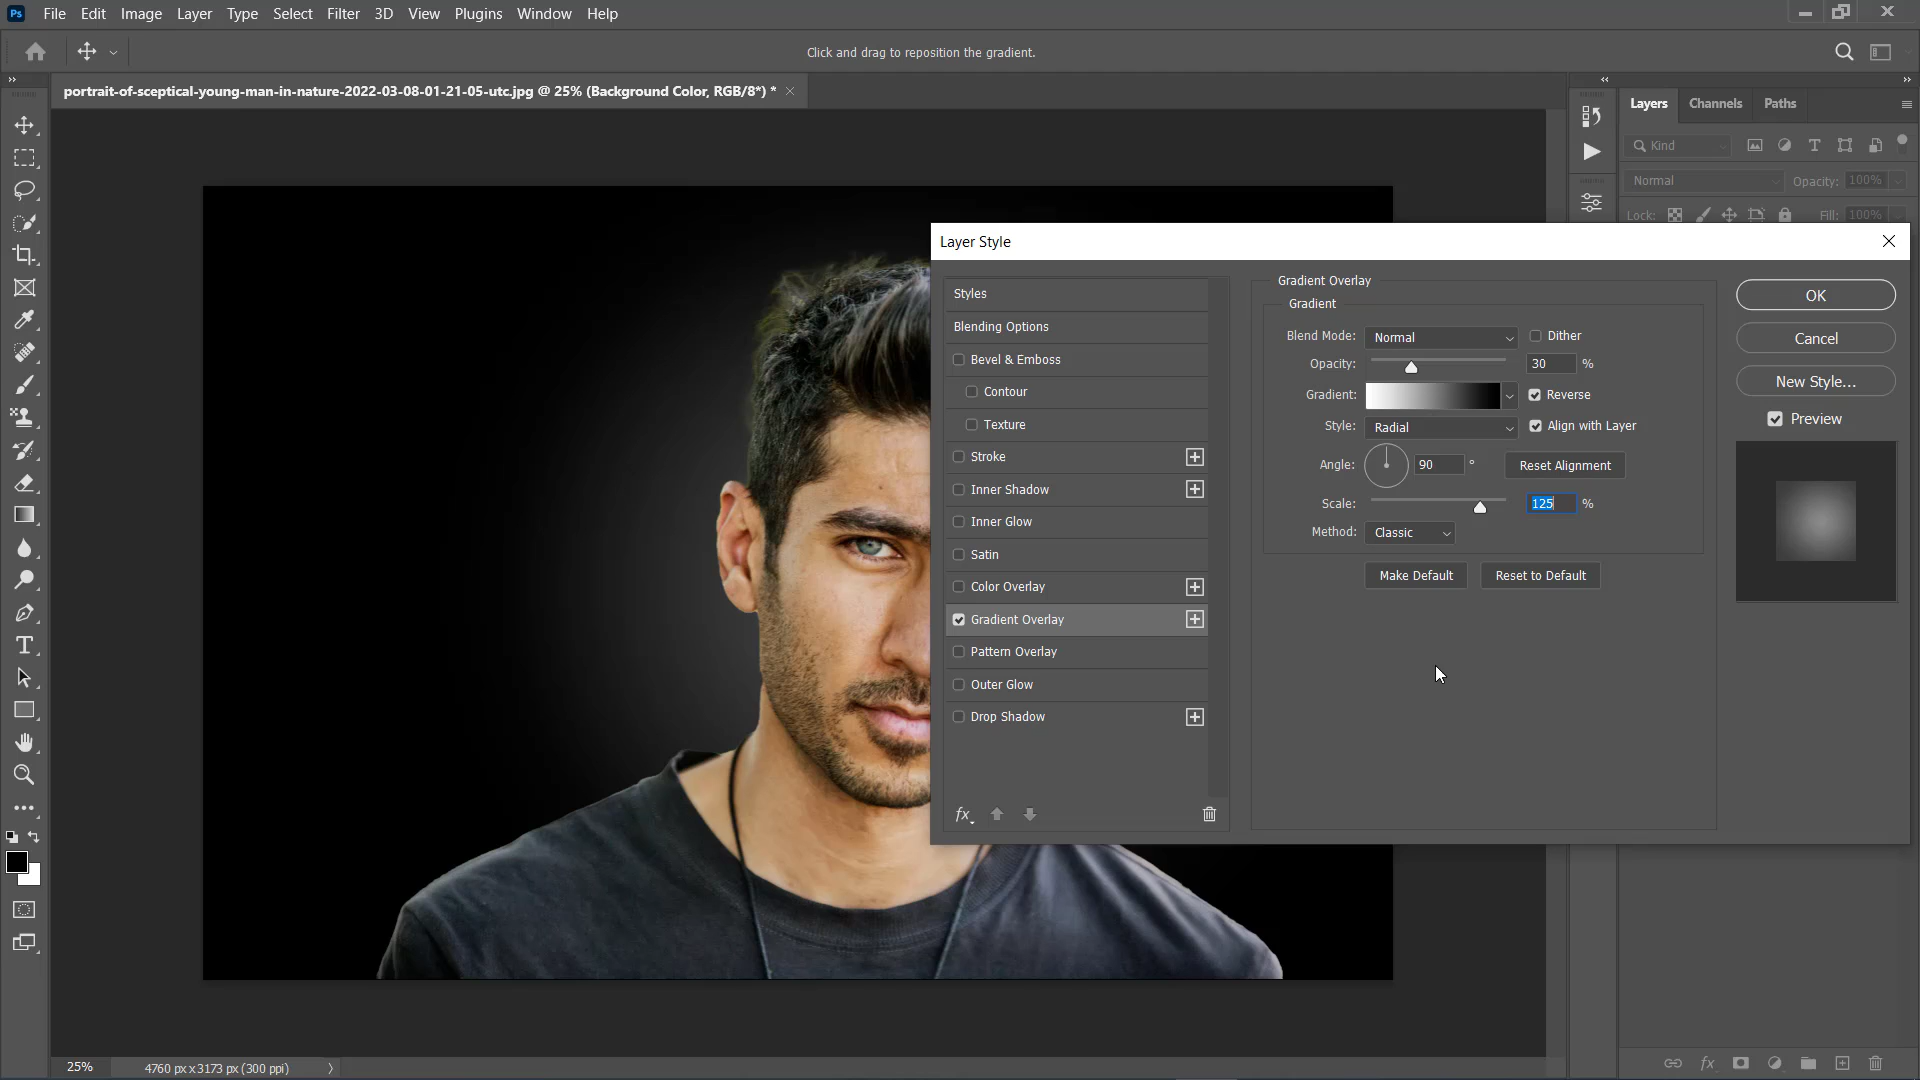 Ps File Edit Image Layer Type Select Filter 3D View Plugins Window Help
Click and drag to reposition the gradient.
portrait-of-sceptical-young-man-in-nature-2022-03-08-01-21-05-utc.jpg @ 25% (Background Color, RGB/8*) *
Layers Channels Paths
Kind
Normal Opacity: 100%
Lock: Fill: 100%
Layer Style
Styles
Blending Options
Bevel & Emboss
Contour
Texture
Stroke
Inner Shadow
Inner Glow
Satin
Color Overlay
Gradient Overlay
Pattern Overlay
Outer Glow
Drop Shadow
fx
Gradient Overlay
Gradient
Blend Mode: Normal Dither
Opacity: 30 %
Gradient: Reverse
Style: Radial Align with Layer
Angle: 90 ° Reset Alignment
Scale: 125 %
Method: Classic
Make Default Reset to Default
OK
Cancel
New Style...
Preview
25% 4760 px x 3173 px (300 ppi)
fx